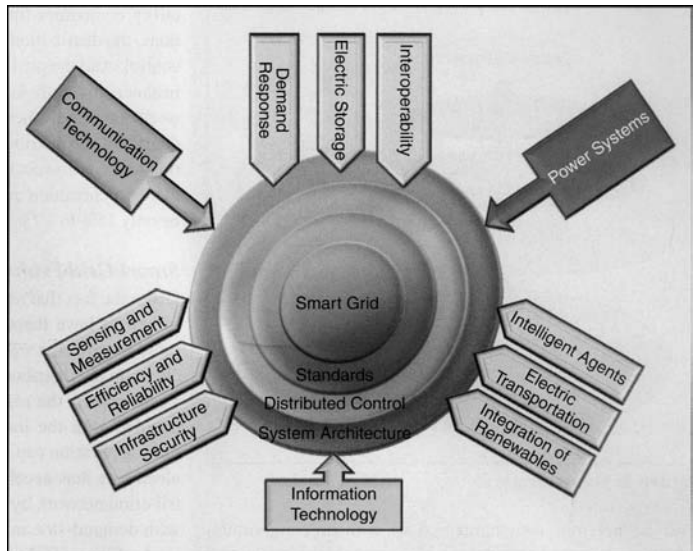 Communication
Technology
Demand
Response
Electric Storage
Interoperability
Power Systems
Smart Grid
Standards
Distributed Control
System Architecture
Sensing and
Measurement
Efficiency and
Reliability
Infrastructure
Security
Intelligent Agents
Electric
Transportation
Integration of
Renewables
Information
Technology